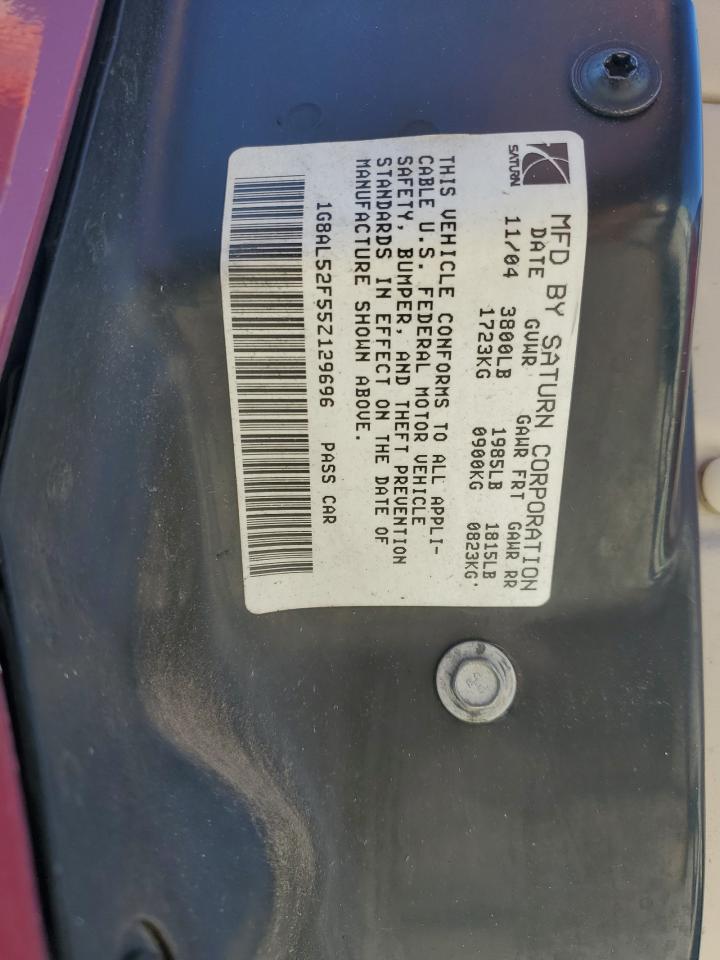 SATURN
MFD BY SATURN CORPORATION
DATE GVWR GAWR FRT GAWR RR
11/04 3800LB 1985LB 1815LB
1723KG 0900KG 0823KG
THIS VEHICLE CONFORMS TO ALL APPLI-
CABLE U.S. FEDERAL MOTOR VEHICLE
SAFETY, BUMPER, AND THEFT PREVENTION
STANDARDS IN EFFECT ON THE DATE OF
MANUFACTURE SHOWN ABOVE.
1G8AL52F55Z129696 PASS CAR